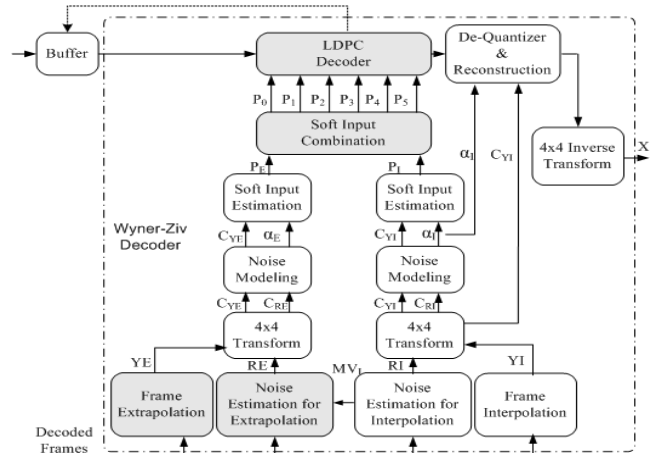 Buffer
LDPC
Decoder
De-Quantizer
&
Reconstruction
P0 P1 P2 P3 P4 P5
Soft Input
Combination
4x4 Inverse
Transform
X
αI
CYI
PE
PI
Soft Input
Estimation
Soft Input
Estimation
Wyner-Ziv
Decoder
CYE
αE
CYI
αI
Noise
Modeling
Noise
Modeling
CYE
CRE
CYI
CRI
4x4
Transform
4x4
Transform
YE
RE
MVI
RI
YI
Frame
Extrapolation
Noise
Estimation for
Extrapolation
Noise
Estimation for
Interpolation
Frame
Interpolation
Decoded
Frames